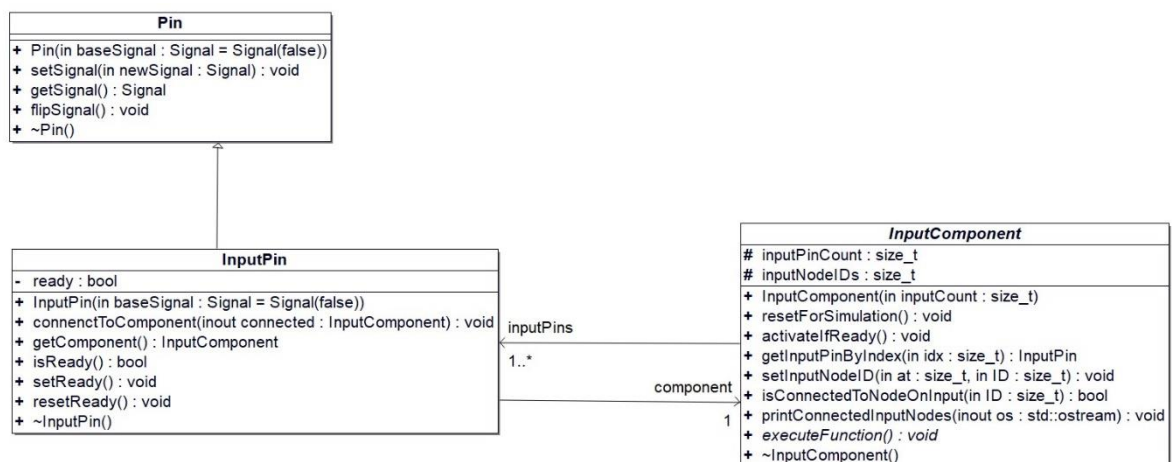 Pin
+ Pin(in baseSignal : Signal = Signal(false))
+ setSignal(in newSignal : Signal) : void
+ getSignal() : Signal
+ flipSignal() : void
+ ~Pin()
InputPin
- ready : bool
+ InputPin(in baseSignal : Signal = Signal(false))
+ connenctToComponent(inout connected : InputComponent) : void
+ getComponent() : InputComponent
+ isReady() : bool
+ setReady() : void
+ resetReady() : void
+ ~InputPin()
inputPins
1..*
component
1
InputComponent
# inputPinCount : size_t
# inputNodeIDs : size_t
+ InputComponent(in inputCount : size_t)
+ resetForSimulation() : void
+ activateIfReady() : void
+ getInputPinByIndex(in idx : size_t) : InputPin
+ setInputNodeID(in at : size_t, in ID : size_t) : void
+ isConnectedToNodeOnInput(in ID : size_t) : bool
+ printConnectedInputNodes(inout os : std::ostream) : void
+ executeFunction() : void
+ ~InputComponent()